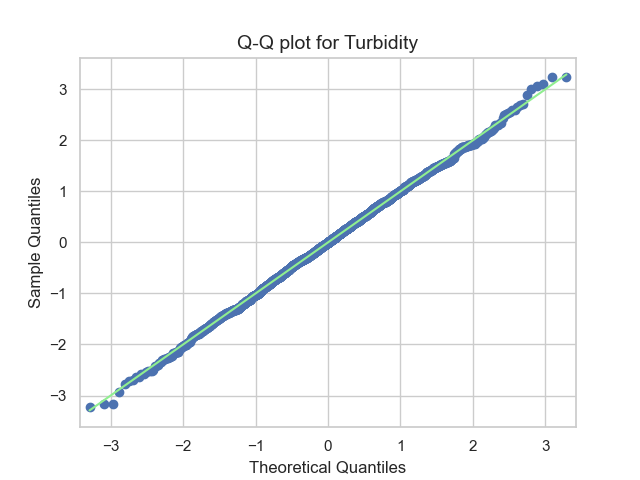 Q-Q plot for Turbidity
3
2
1
0
−1
−2
−3
Sample Quantiles
−3 −2 −1 0 1 2 3
Theoretical Quantiles